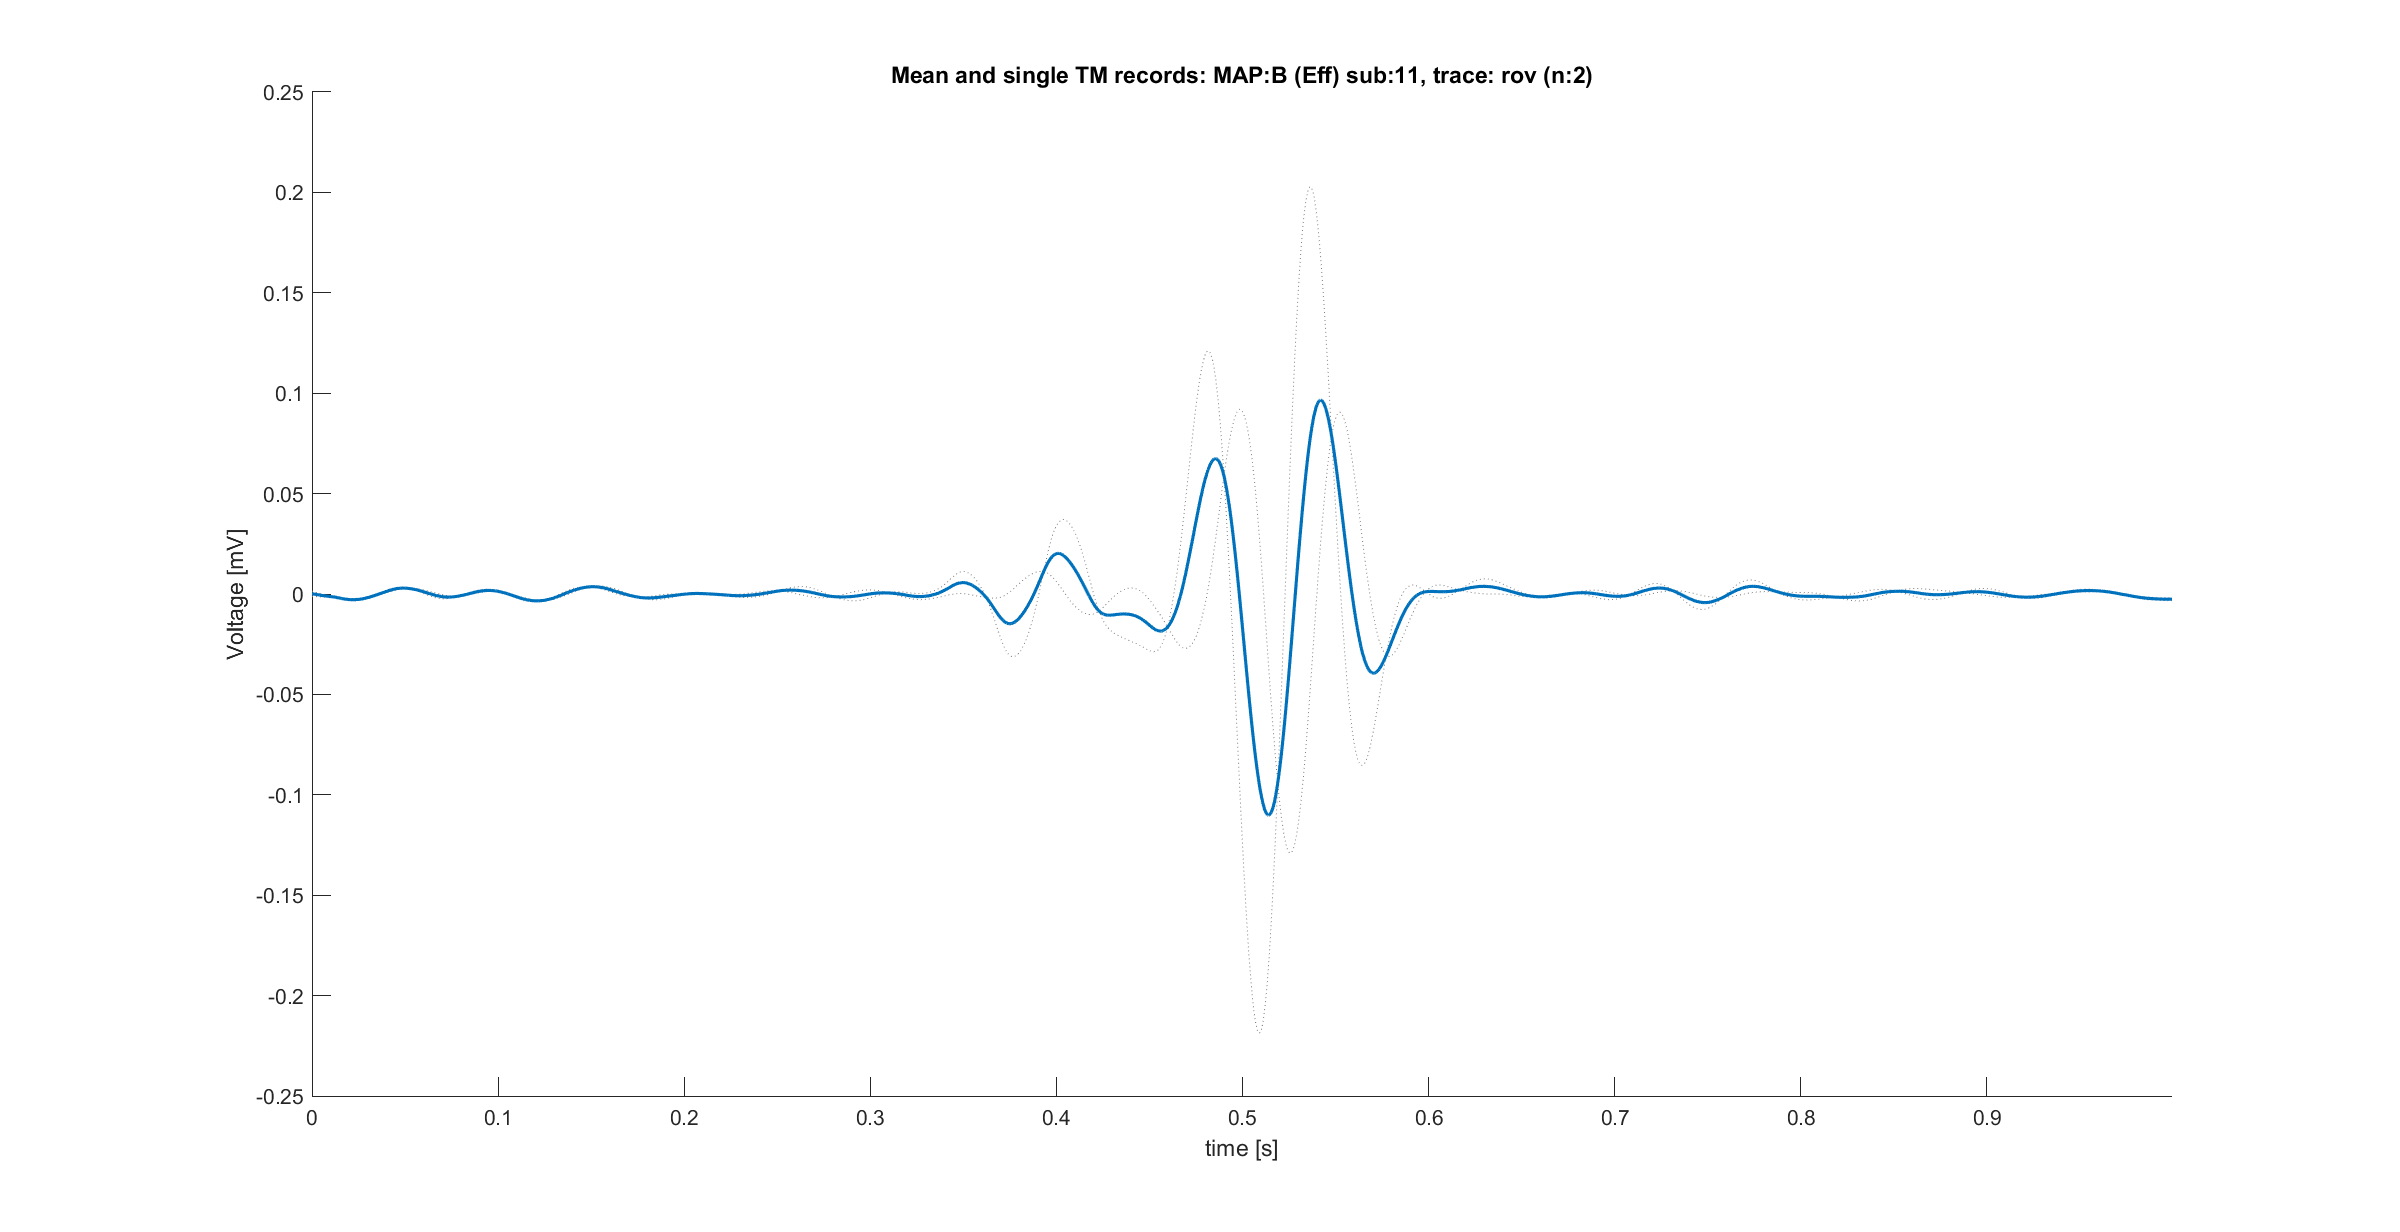 Mean and single TM records: MAP:B (Eff) sub:11, trace: rov (n:2)
0.25
0.2
0.15
0.1
0.05
0
-0.05
-0.1
-0.15
-0.2
-0.25
Voltage [mV]
0 0.1 0.2 0.3 0.4 0.5 0.6 0.7 0.8 0.9
time [s]